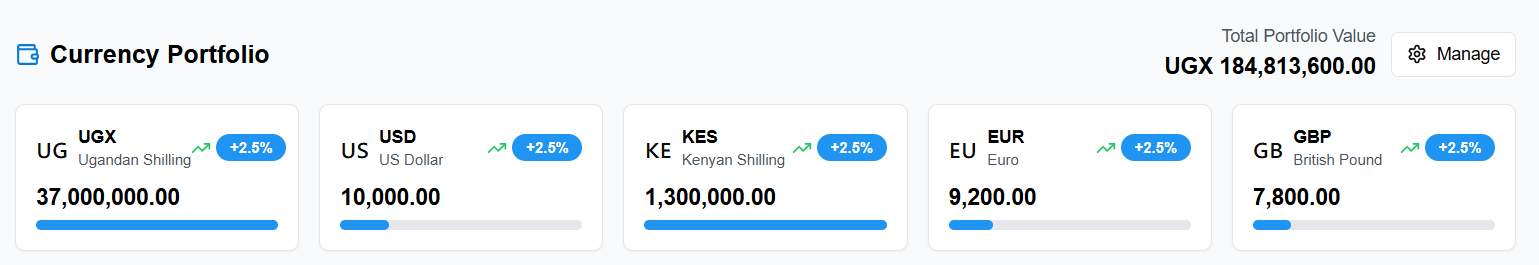 Currency Portfolio
Total Portfolio Value
UGX 184,813,600.00
Manage
UG
UGX
Ugandan Shilling
+2.5%
37,000,000.00
US
USD
US Dollar
+2.5%
10,000.00
KE
KES
Kenyan Shilling
+2.5%
1,300,000.00
EU
EUR
Euro
+2.5%
9,200.00
GB
GBP
British Pound
+2.5%
7,800.00